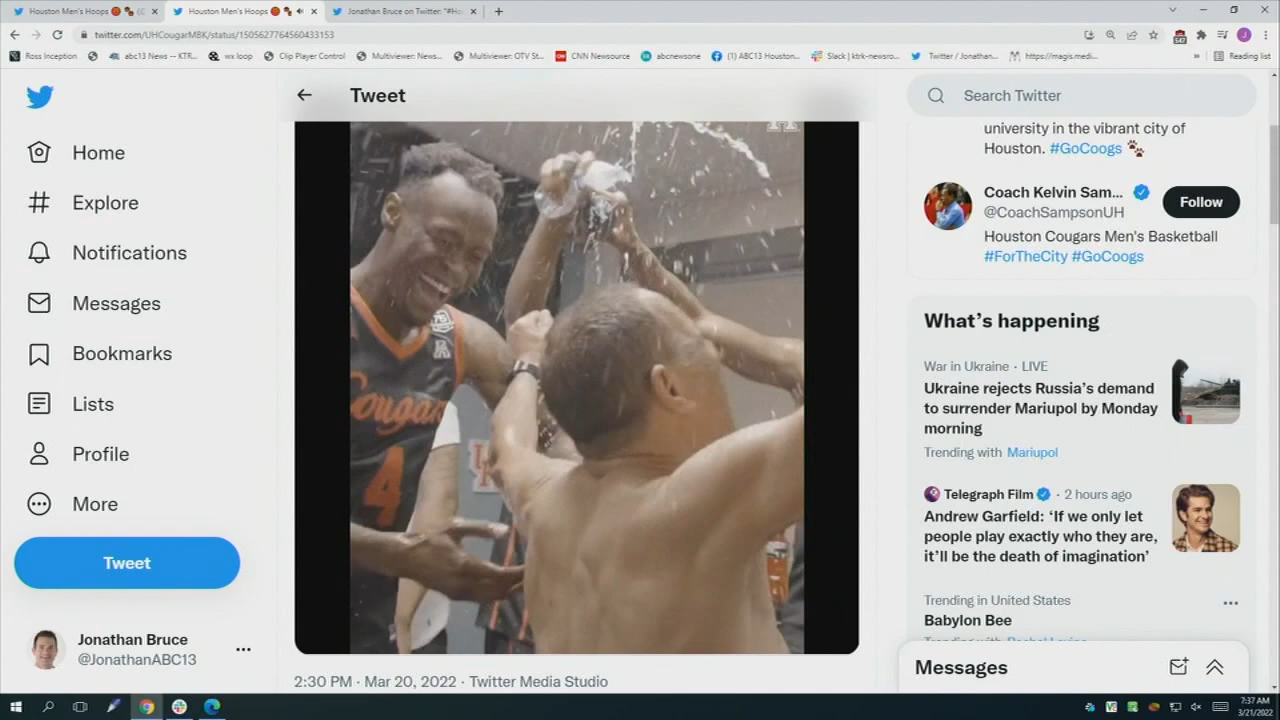 Houston Men's Hoops
Houston Men's Hoops
Jonathan Bruce on Twitter: "#Ho
twitter.com/UHCougarMBK/status/1505627764560433153
Ross Inception
abc13 News -- KTR...
wx loop
Clip Player Control
Multiviewer: News...
Multiviewer: OTV St...
CNN Newsource
abcnewsone
(1) ABC13 Houston...
Slack | ktrk-newsro...
Twitter / Jonathan...
https://magis.medi...
»
Reading list
Tweet
Search Twitter
Home
Explore
Notifications
Messages
Bookmarks
Lists
Profile
More
Tweet
Jonathan Bruce
@JonathanABC13
Cougars
4
2:30 PM · Mar 20, 2022 · Twitter Media Studio
university in the vibrant city of
Houston. #GoCoogs
Coach Kelvin Sam...
@CoachSampsonUH
Follow
Houston Cougars Men's Basketball
#ForTheCity #GoCoogs
What's happening
War in Ukraine · LIVE
Ukraine rejects Russia's demand
to surrender Mariupol by Monday
morning
Trending with Mariupol
Telegraph Film · 2 hours ago
Andrew Garfield: 'If we only let
people play exactly who they are,
it'll be the death of imagination'
Trending in United States
Babylon Bee
Messages
7:37 AM
3/21/2022